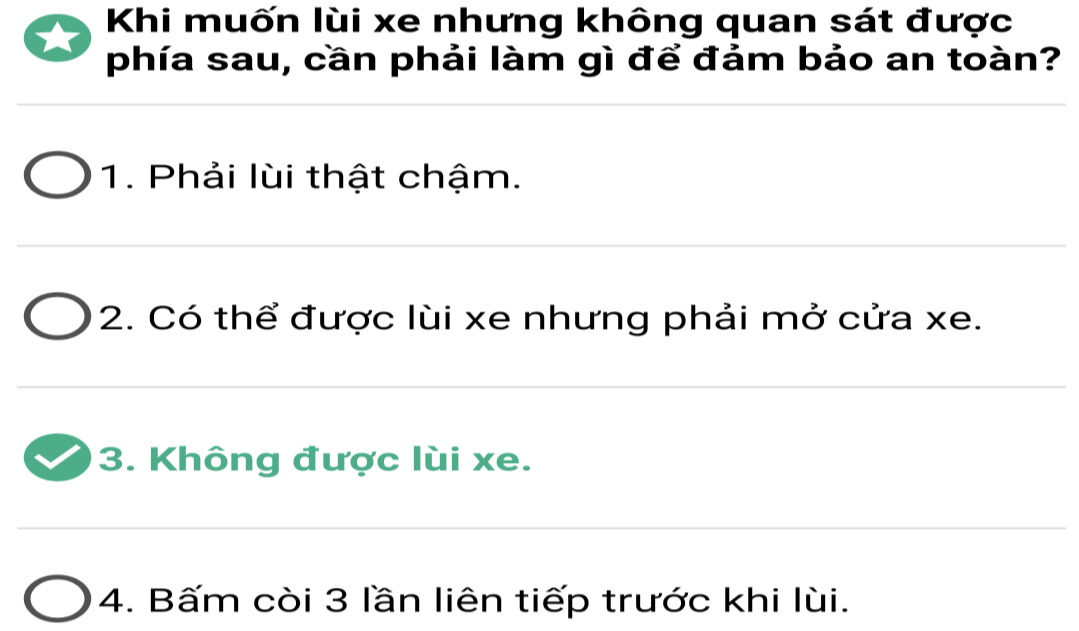 Khi muốn lùi xe nhưng không quan sát được
phía sau, cần phải làm gì để đảm bảo an toàn?
1. Phải lùi thật chậm.
2. Có thể được lùi xe nhưng phải mở cửa xe.
3. Không được lùi xe.
4. Bấm còi 3 lần liên tiếp trước khi lùi.